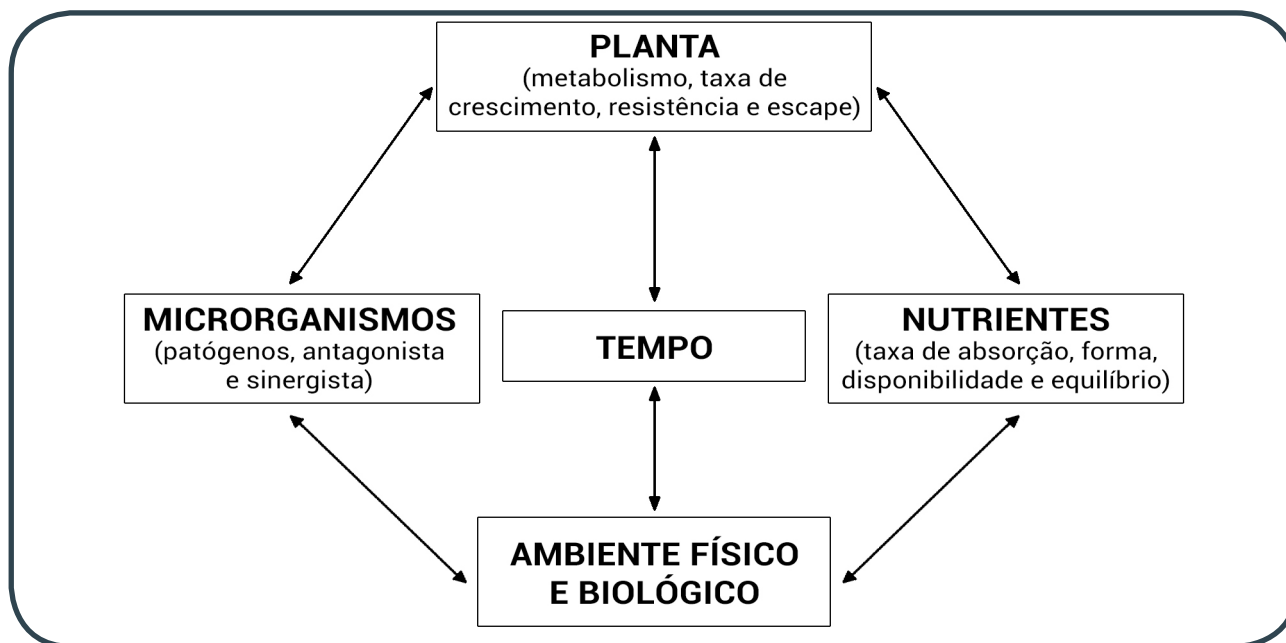 PLANTA
(metabolismo, taxa de
crescimento, resistência e escape)
MICRORGANISMOS
(patógenos, antagonista
e sinergista)
TEMPO
NUTRIENTES
(taxa de absorção, forma,
disponibilidade e equilíbrio)
AMBIENTE FÍSICO
E BIOLÓGICO